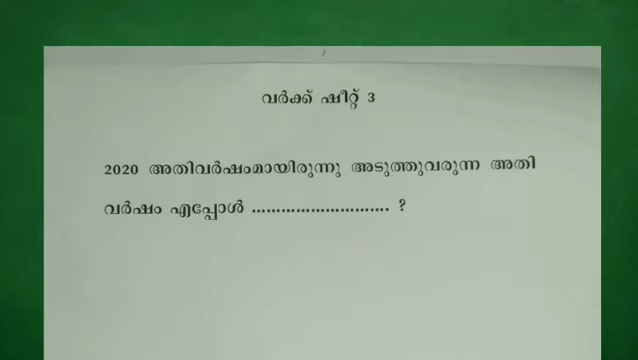 വർക്ക് ഷീറ്റ് 3
2020 അതിവർഷംമായിരുന്നു അടുത്തുവരുന്ന അതി
വർഷം എപ്പോൾ ............................ ?